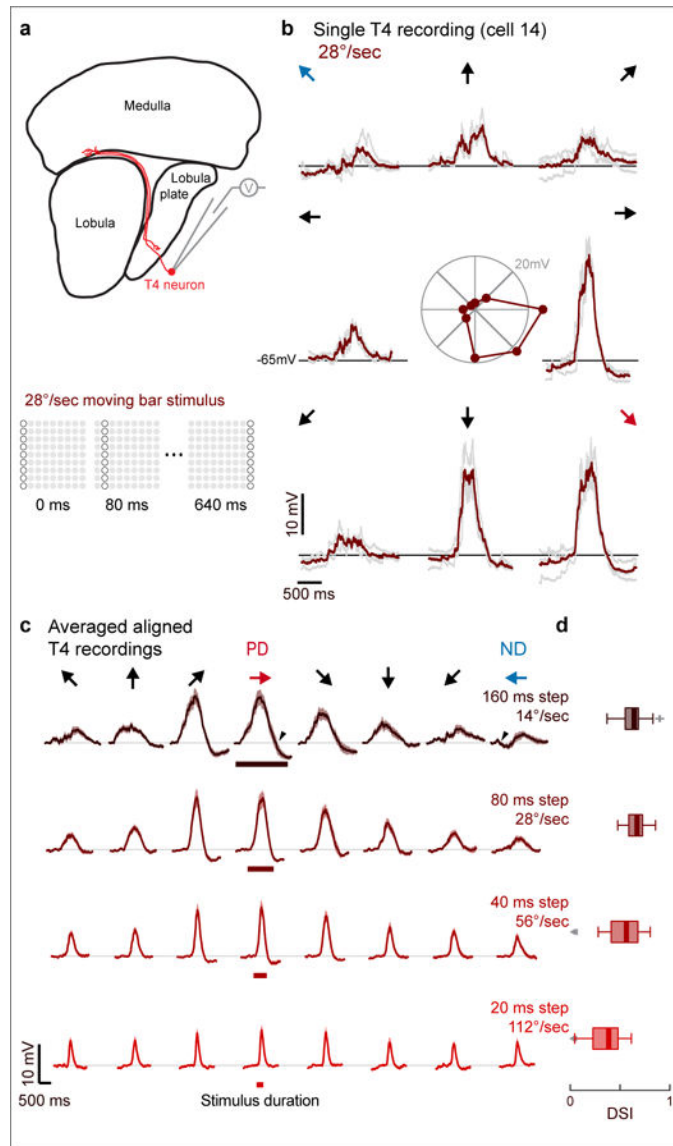 a
Medulla
Lobula
plate
Lobula
V
T4 neuron
28°/sec moving bar stimulus
...
0 ms
80 ms
640 ms
b
Single T4 recording (cell 14)
28°/sec
20mV
-65mV
10 mV
500 ms
c
Averaged aligned
T4 recordings
PD
ND
160 ms step
14°/sec
80 ms step
28°/sec
40 ms step
56°/sec
20 ms step
112°/sec
10 mV
500 ms
Stimulus duration
d
0
1
DSI